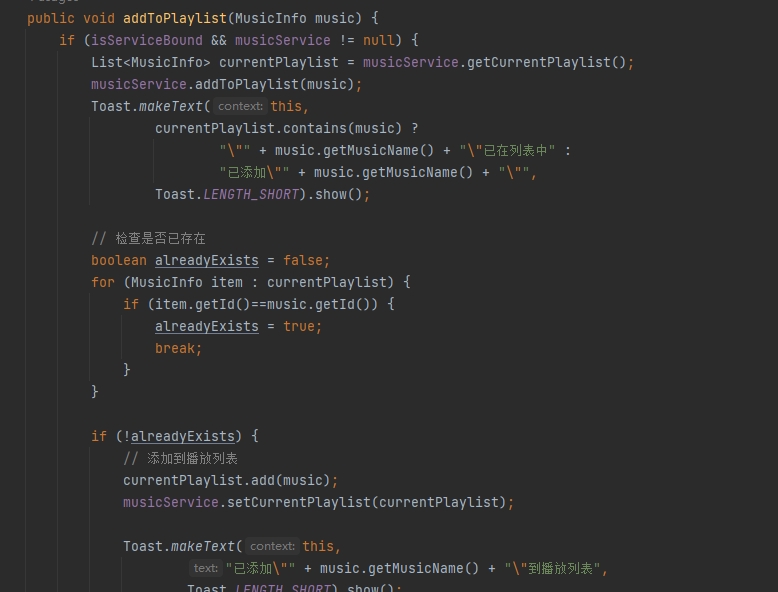 public void addToPlaylist(MusicInfo music) {
if (isServiceBound && musicService != null) {
List<MusicInfo> currentPlaylist = musicService.getCurrentPlaylist();
musicService.addToPlaylist(music);
Toast.makeText( context: this,
currentPlaylist.contains(music) ?
"\"" + music.getMusicName() + "\"已在列表中" :
"已添加\"" + music.getMusicName() + "\"",
Toast.LENGTH_SHORT).show();
// 检查是否已存在
boolean alreadyExists = false;
for (MusicInfo item : currentPlaylist) {
if (item.getId()==music.getId()) {
alreadyExists = true;
break;
}
}
if (!alreadyExists) {
// 添加到播放列表
currentPlaylist.add(music);
musicService.setCurrentPlaylist(currentPlaylist);
Toast.makeText( context: this,
text: "已添加\"" + music.getMusicName() + "\"到播放列表",
Toast.LENGTH_SHORT).show();